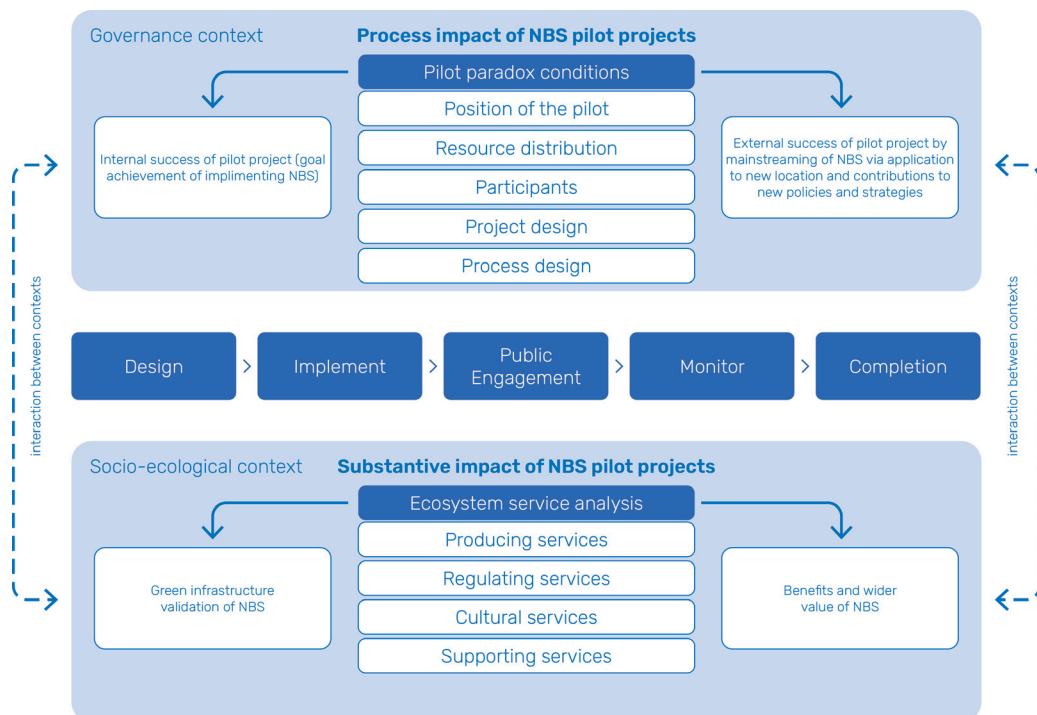 Governance context
Process impact of NBS pilot projects
Pilot paradox conditions
Position of the pilot
Resource distribution
Participants
Project design
Process design
Internal success of pilot project (goal
achievement of implimenting NBS)
External success of pilot project by
mainstreaming of NBS via application
to new location and contributions to
new policies and strategies
interaction between contexts
interaction between contexts
Design
Implement
Public
Engagement
Monitor
Completion
Socio-ecological context
Substantive impact of NBS pilot projects
Ecosystem service analysis
Producing services
Regulating services
Cultural services
Supporting services
Green infrastructure
validation of NBS
Benefits and wider
value of NBS